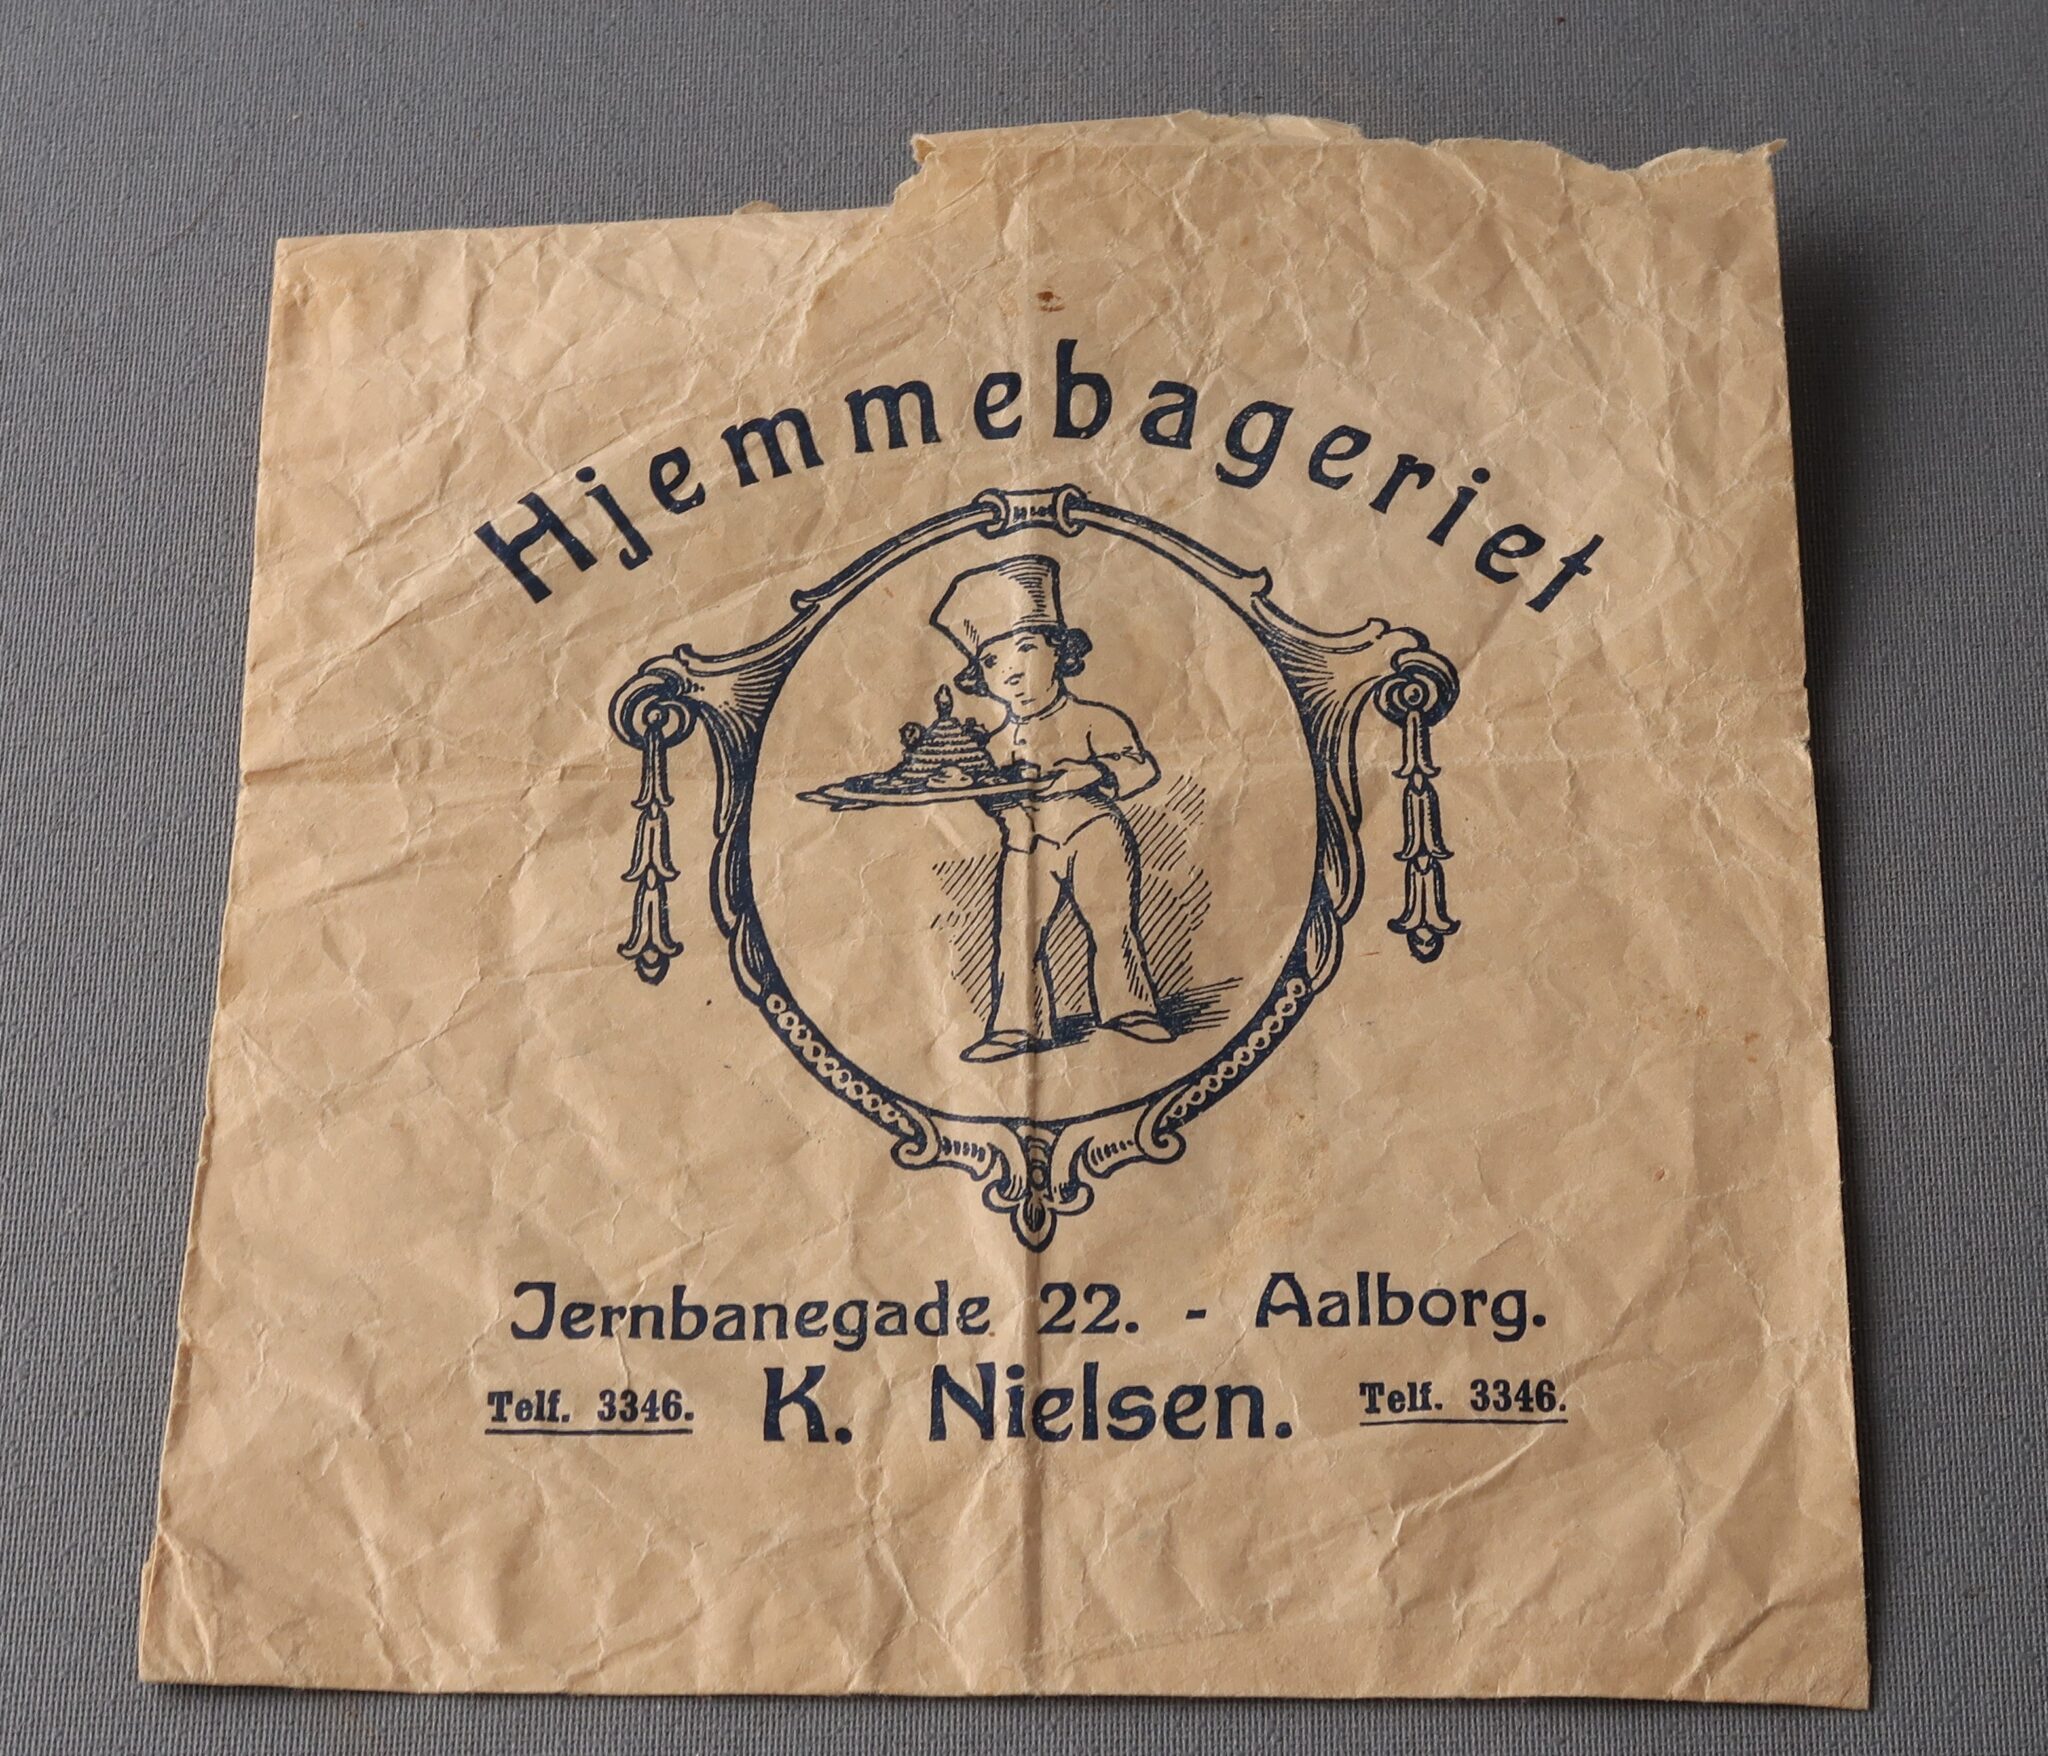 Hjemmebageriet
Jernbanegade 22. - Aalborg.
Telf. 3346. K. Nielsen. Telf. 3346.